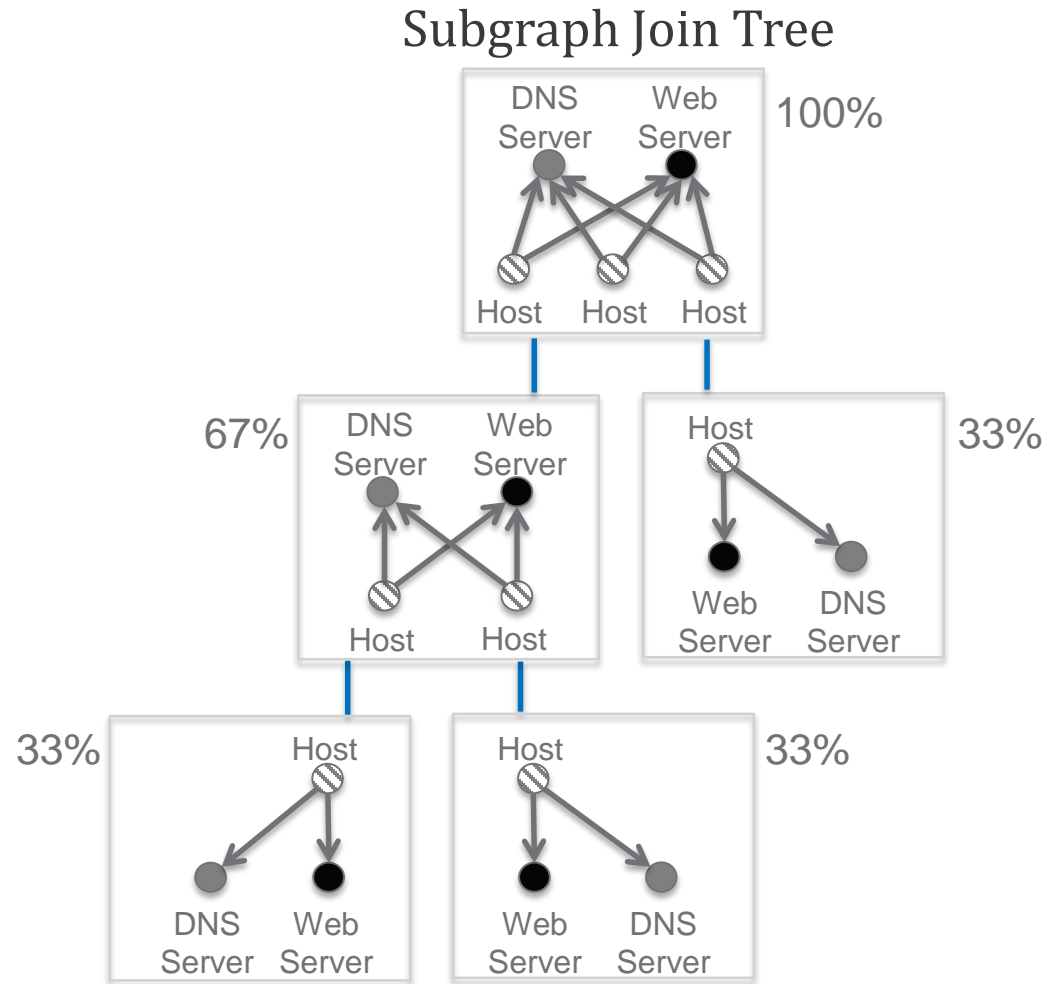 Subgraph Join Tree
DNS Web
Server Server
100%
Host Host Host
67%
DNS Web
Server Server
Host Host
Host
33%
Web DNS
Server Server
33%
Host
DNS Web
Server Server
Host
33%
Web DNS
Server Server